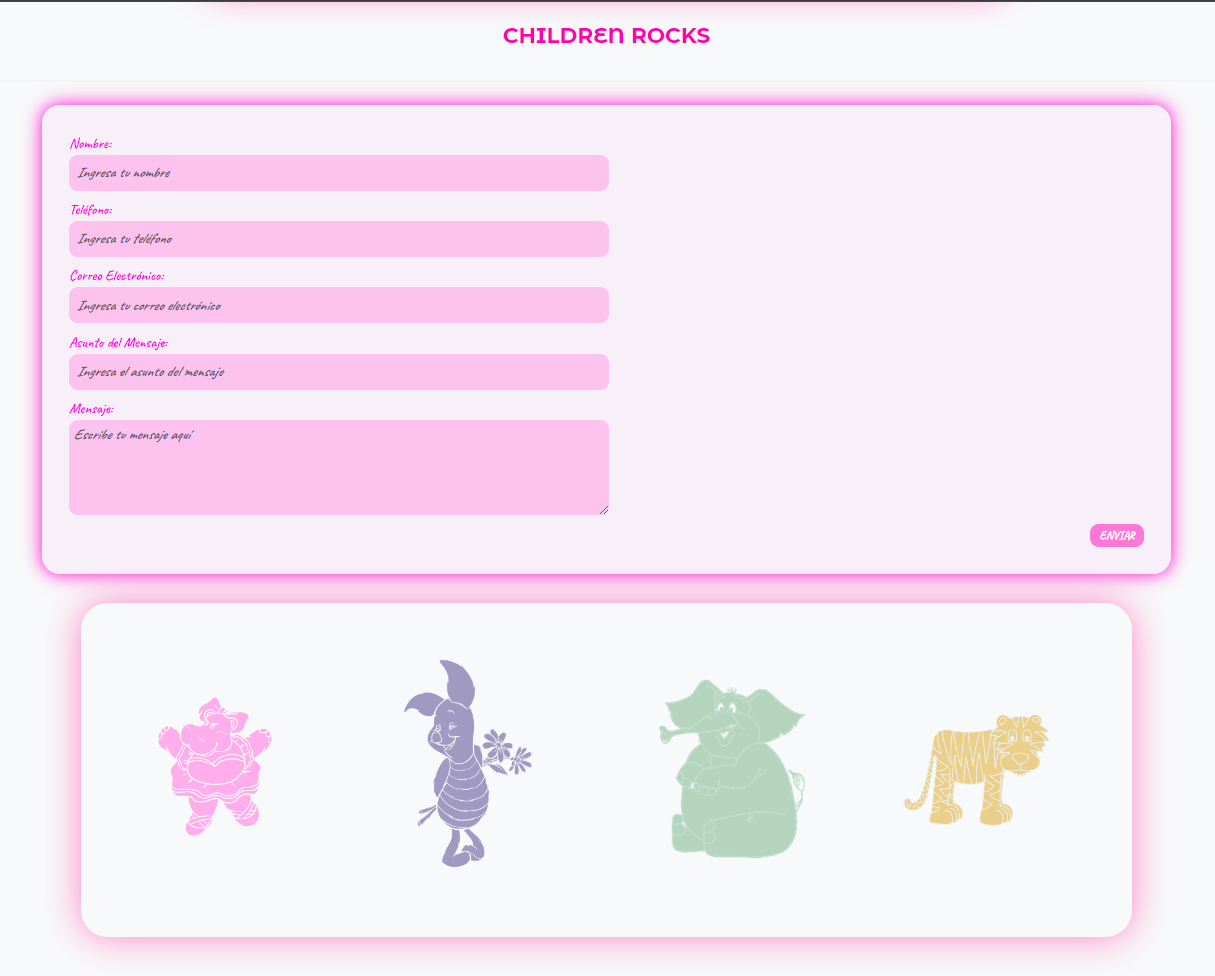 CHILDREN ROCKS
Nombre:
Ingresa tu nombre
Teléfono:
Ingresa tu teléfono
Correo Electrónico:
Ingresa tu correo electrónico
Asunto del Mensaje:
Ingresa el asunto del mensaje
Mensaje:
Escribe tu mensaje aquí
ENVIAR